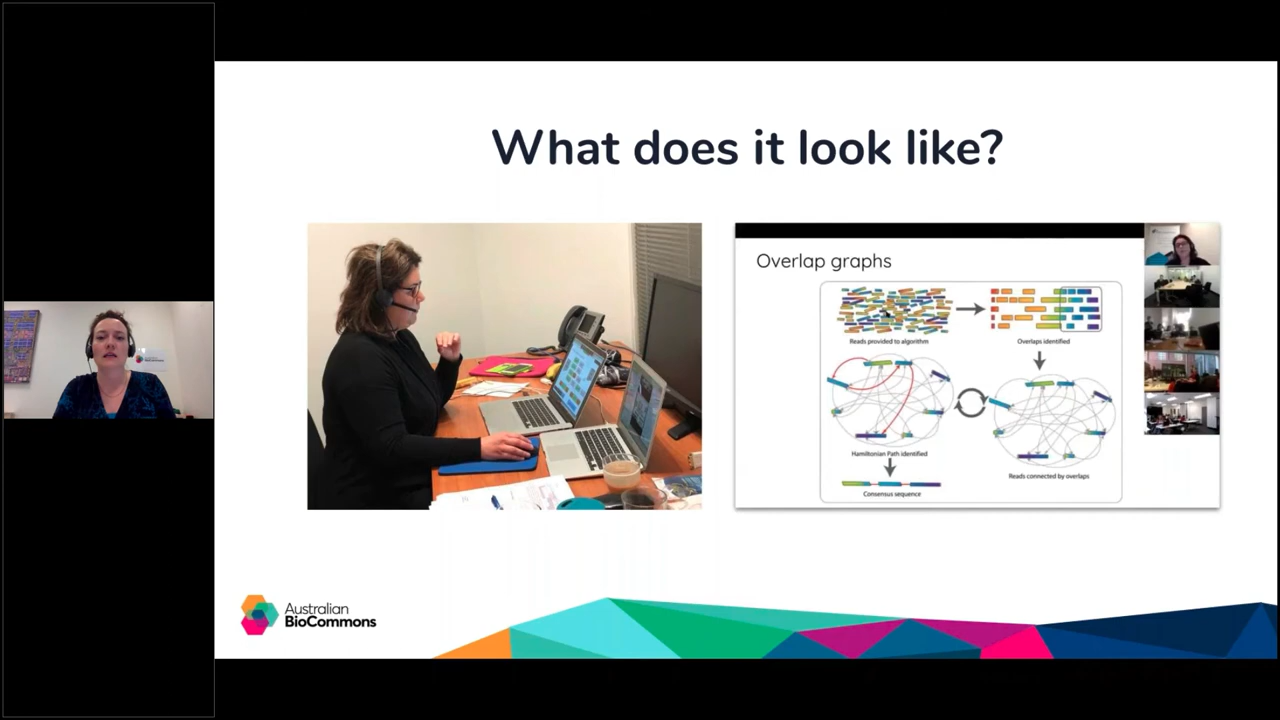 What does it look like?
Overlap graphs
Reads provided to algorithm
Overlaps identified
Hamiltonian Path identified
Reads connected by overlaps
Consensus sequence
Australian
BioCommons